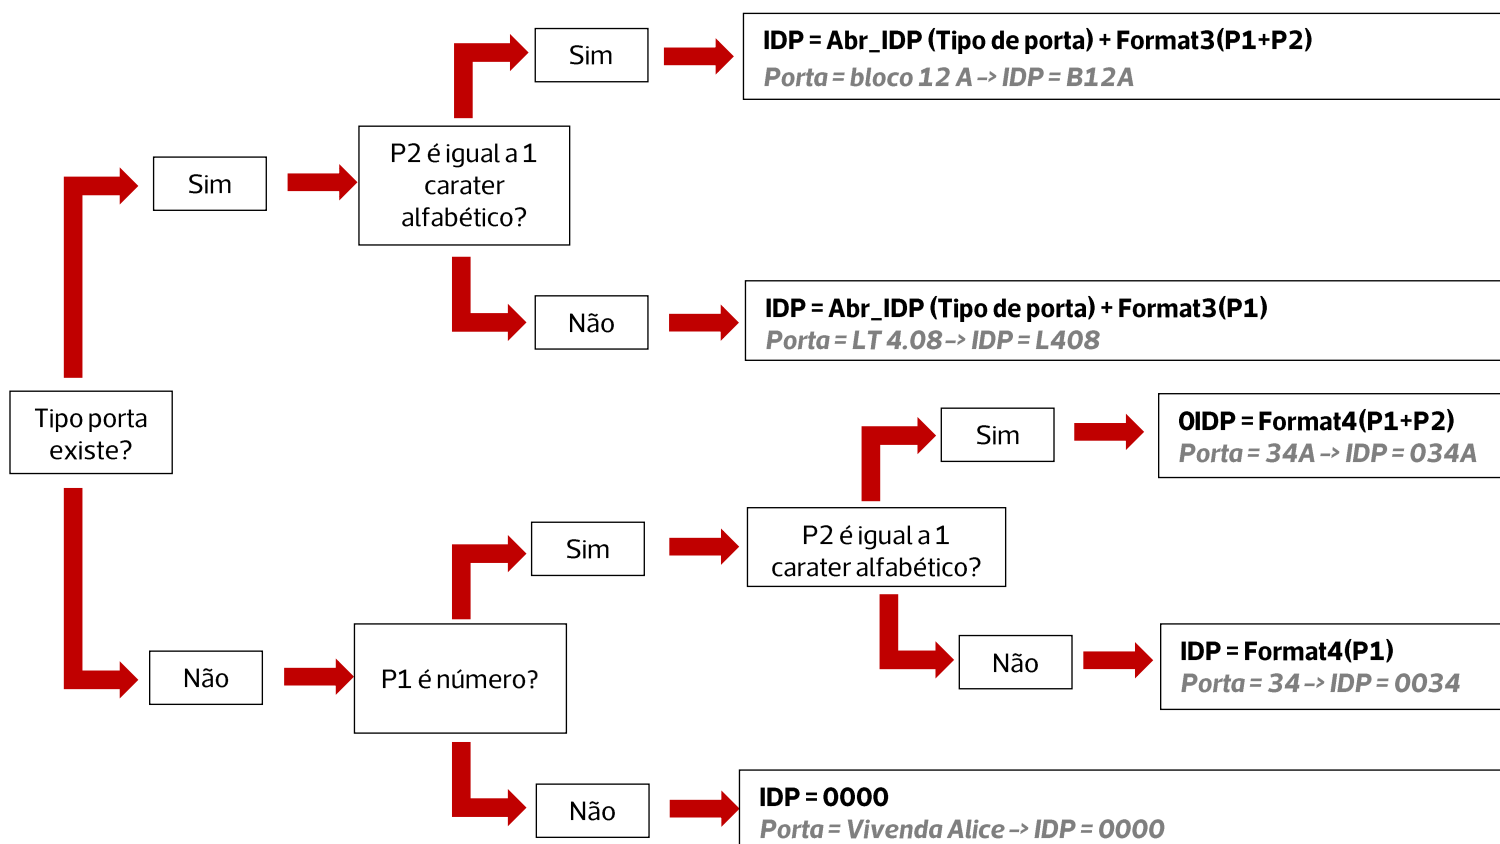 Sim
IDP = Abr_IDP (Tipo de porta) + Format3(P1+P2)
Porta = bloco 12 A -> IDP = B12A
P2 é igual a 1
carater
alfabético?
Sim
Não
IDP = Abr_IDP (Tipo de porta) + Format3(P1)
Porta = LT 4.08 -> IDP = L408
Tipo porta
existe?
Sim
0IDP = Format4(P1+P2)
Porta = 34A -> IDP = 034A
Sim
P2 é igual a 1
carater alfabético?
Não
P1 é número?
Não
IDP = Format4(P1)
Porta = 34 -> IDP = 0034
Não
IDP = 0000
Porta = Vivenda Alice -> IDP = 0000